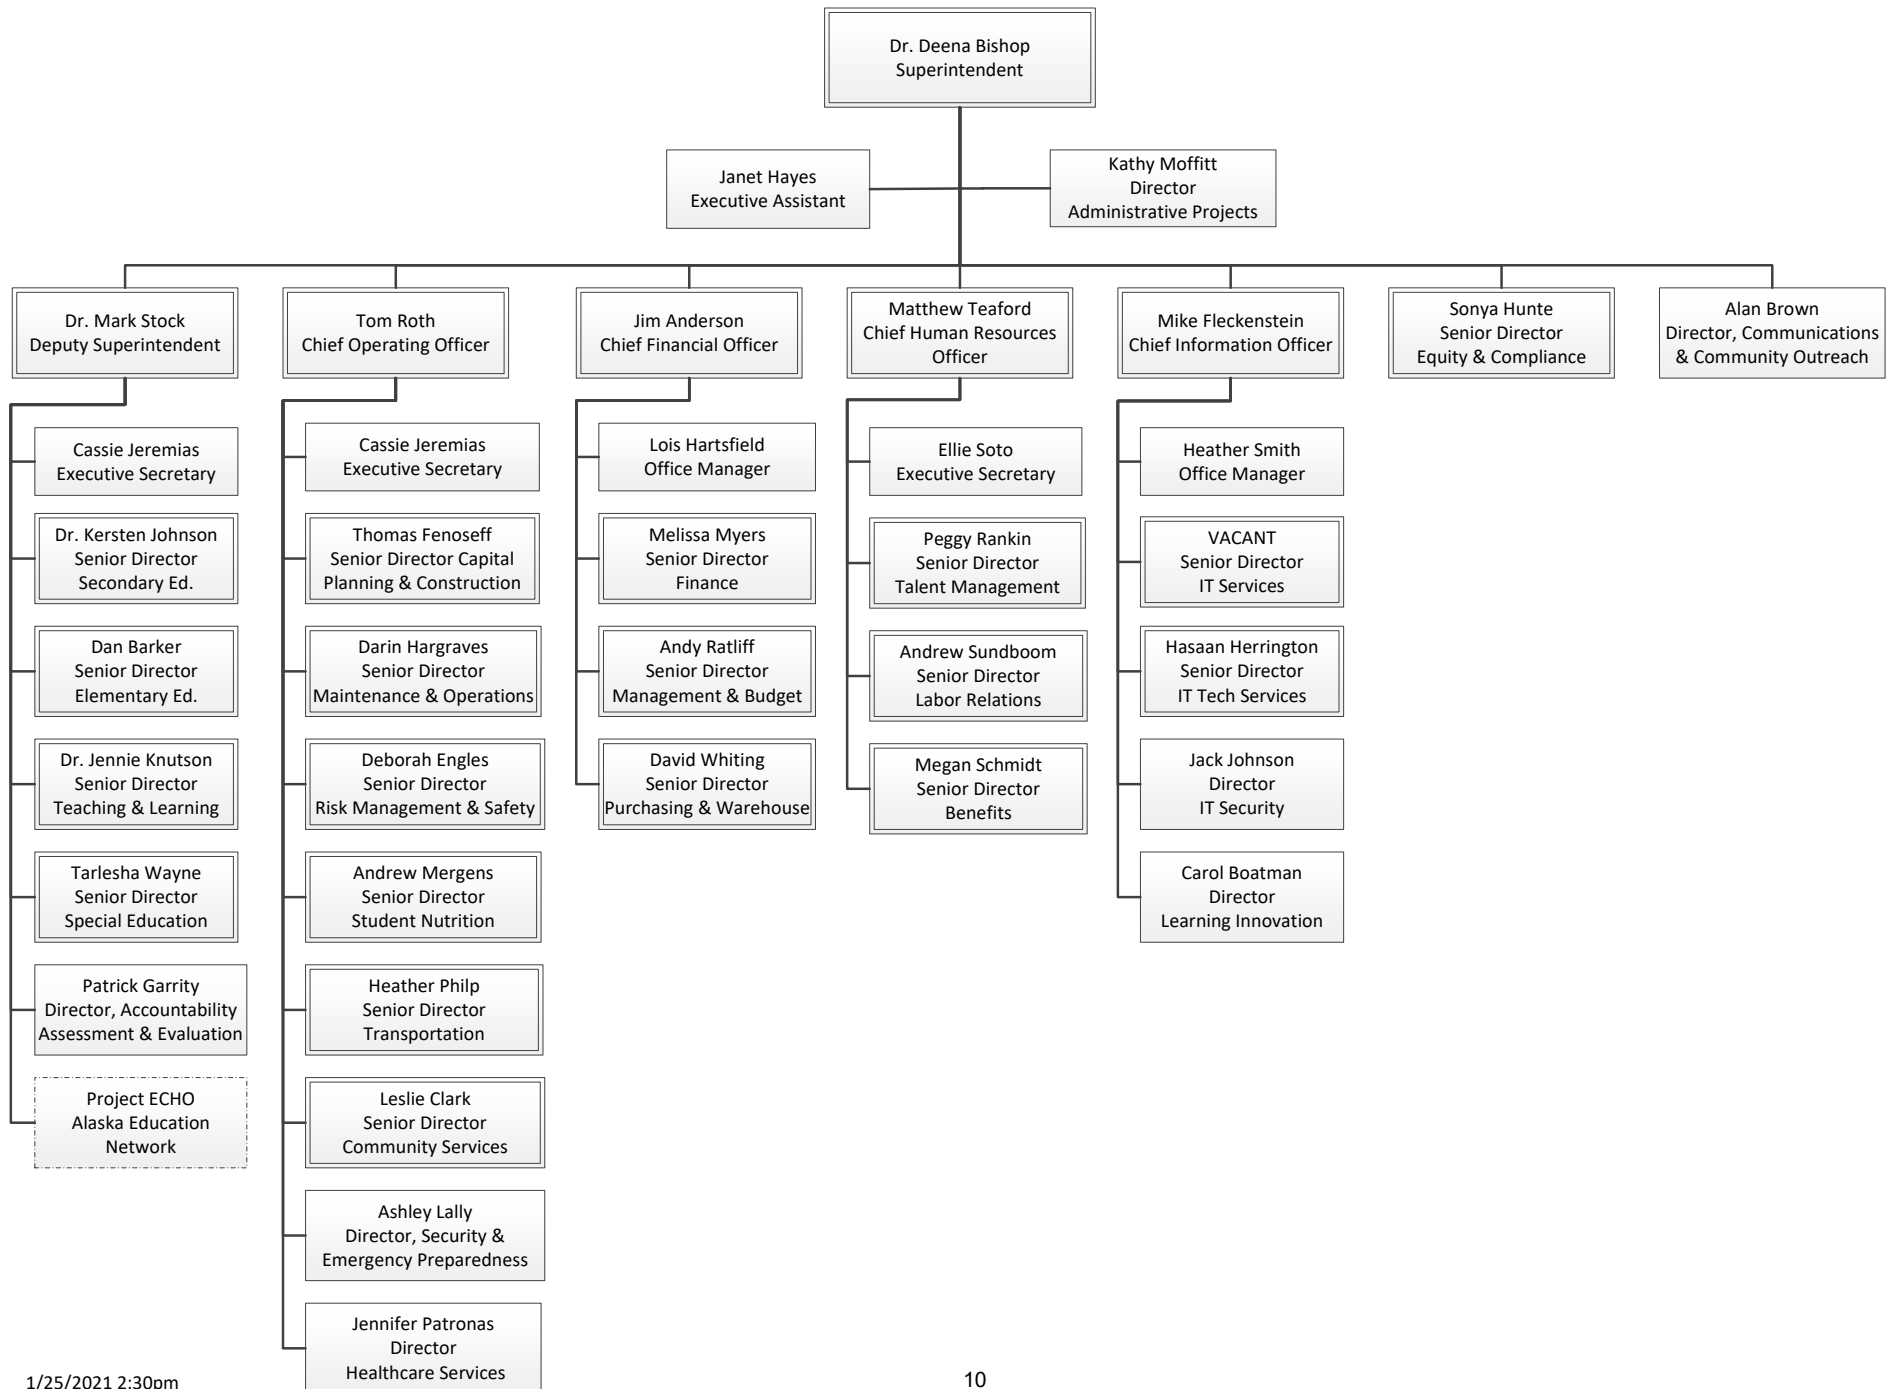 Dr. Deena Bishop
Superintendent
Janet Hayes
Executive Assistant
Kathy Moffitt
Director
Administrative Projects
Dr. Mark Stock
Deputy Superintendent
Tom Roth
Chief Operating Officer
Jim Anderson
Chief Financial Officer
Matthew Teaford
Chief Human Resources
Officer
Mike Fleckenstein
Chief Information Officer
Sonya Hunte
Senior Director
Equity & Compliance
Alan Brown
Director, Communications
& Community Outreach
Cassie Jeremias
Executive Secretary
Dr. Kersten Johnson
Senior Director
Secondary Ed.
Dan Barker
Senior Director
Elementary Ed.
Dr. Jennie Knutson
Senior Director
Teaching & Learning
Tarlesha Wayne
Senior Director
Special Education
Patrick Garrity
Director, Accountability
Assessment & Evaluation
Project ECHO
Alaska Education
Network
Cassie Jeremias
Executive Secretary
Thomas Fenoseff
Senior Director Capital
Planning & Construction
Darin Hargraves
Senior Director
Maintenance & Operations
Deborah Engles
Senior Director
Risk Management & Safety
Andrew Mergens
Senior Director
Student Nutrition
Heather Philp
Senior Director
Transportation
Leslie Clark
Senior Director
Community Services
Ashley Lally
Director, Security &
Emergency Preparedness
Jennifer Patronas
Director
Healthcare Services
Lois Hartsfield
Office Manager
Melissa Myers
Senior Director
Finance
Andy Ratliff
Senior Director
Management & Budget
David Whiting
Senior Director
Purchasing & Warehouse
Ellie Soto
Executive Secretary
Peggy Rankin
Senior Director
Talent Management
Andrew Sundboom
Senior Director
Labor Relations
Megan Schmidt
Senior Director
Benefits
Heather Smith
Office Manager
VACANT
Senior Director
IT Services
Hasaan Herrington
Senior Director
IT Tech Services
Jack Johnson
Director
IT Security
Carol Boatman
Director
Learning Innovation
1/25/2021 2:30pm
10